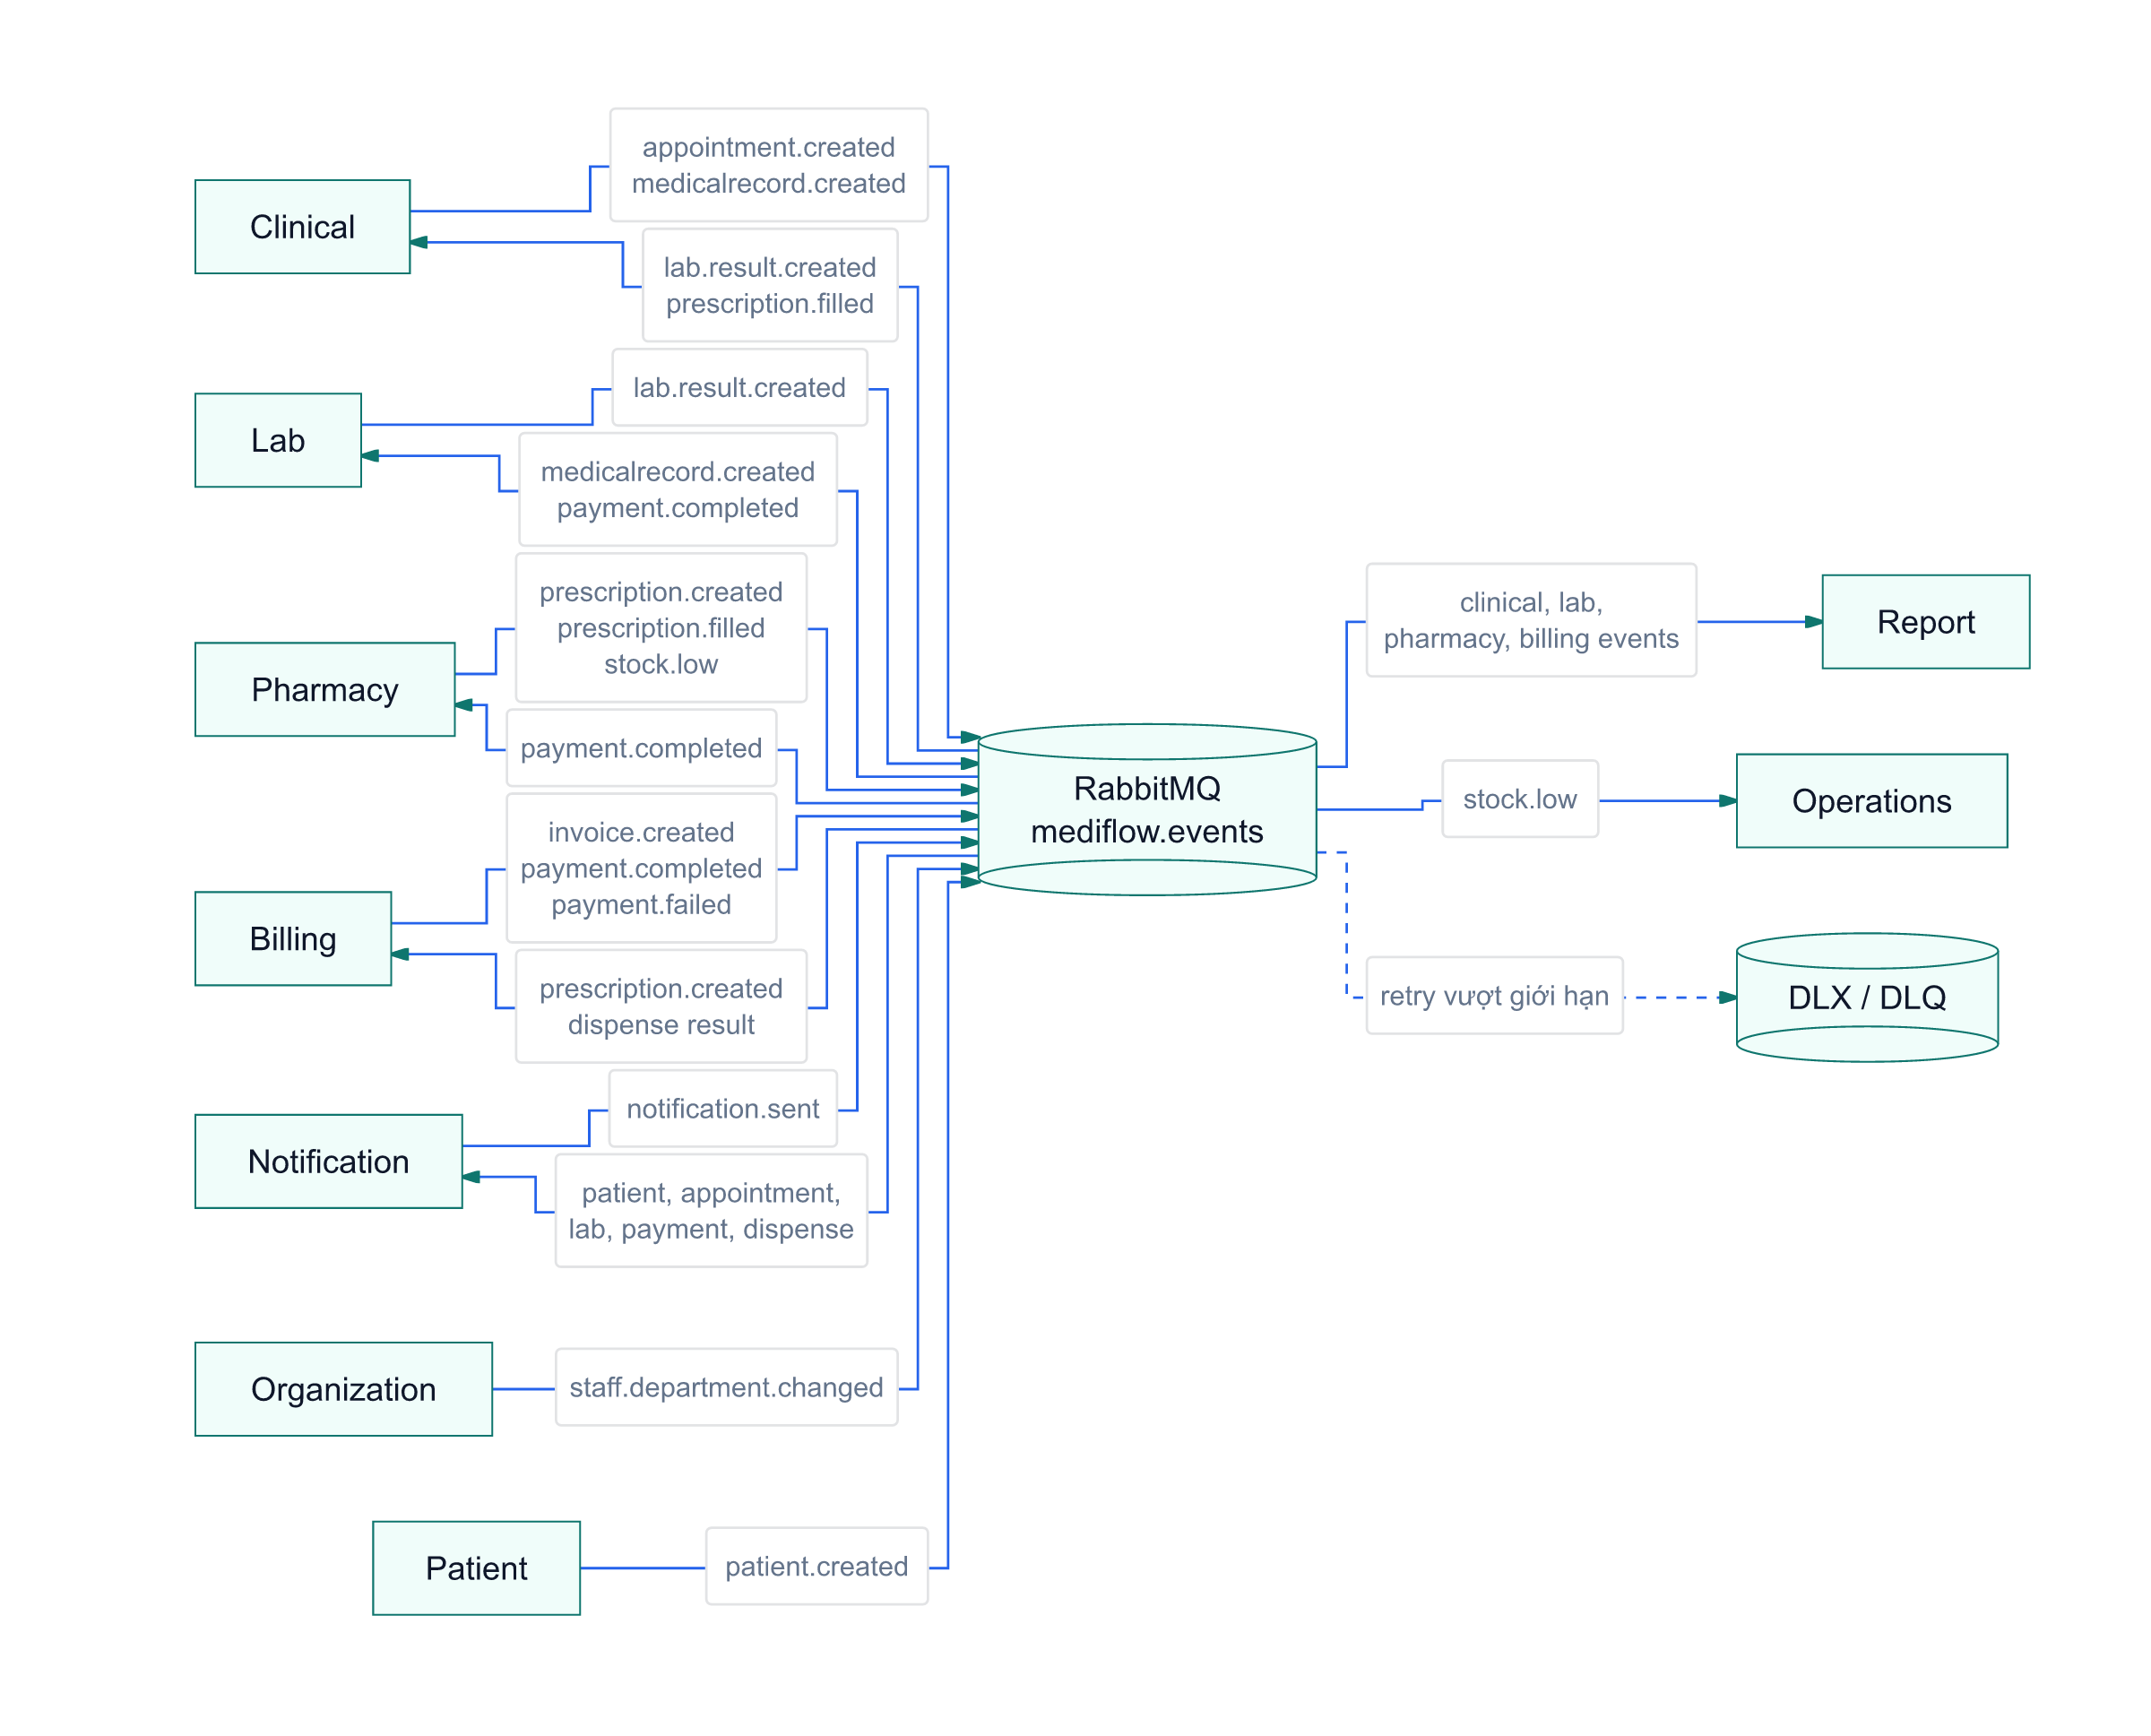 appointment.created
medicalrecord.created
Clinical
lab.result.created
prescription.filled
lab.result.created
Lab
medicalrecord.created
payment.completed
prescription.created
prescription.filled
stock.low
Pharmacy
payment.completed
invoice.created
payment.completed
payment.failed
Billing
prescription.created
dispense result
notification.sent
Notification
patient, appointment,
lab, payment, dispense
Organization
staff.department.changed
Patient
patient.created
RabbitMQ
mediflow.events
clinical, lab,
pharmacy, billing events
Report
stock.low
Operations
retry vượt giới hạn
DLX / DLQ